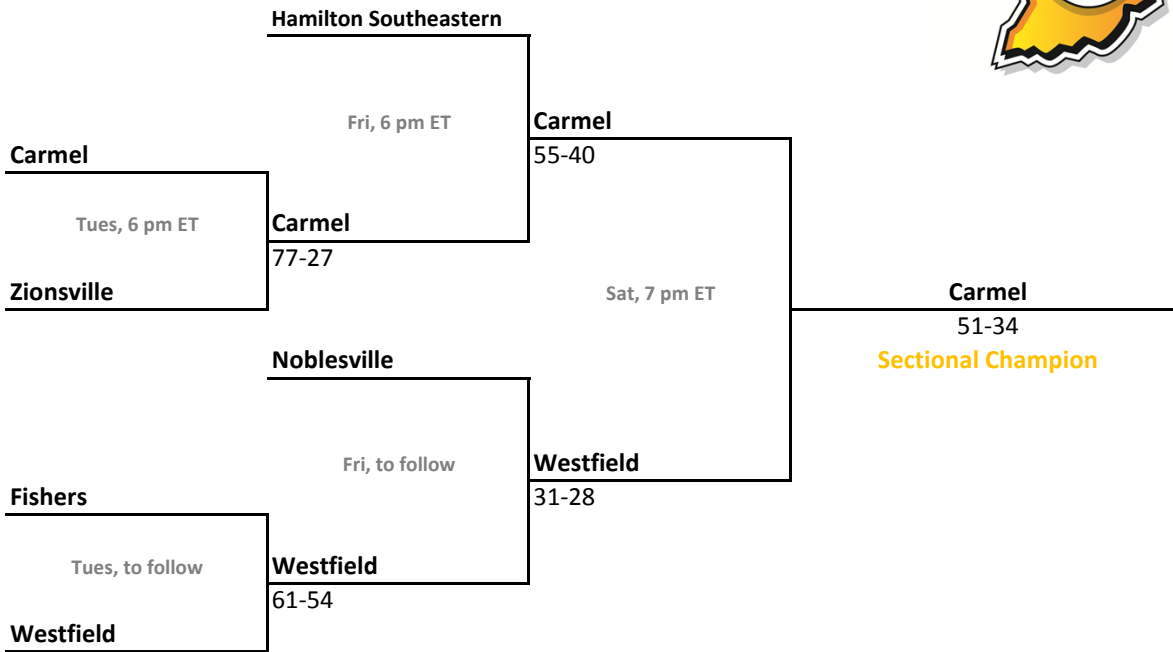 Hamilton Southeastern
Fri, 6 pm ET
Carmel
55-40
Carmel
Tues, 6 pm ET
Carmel
77-27
Zionsville
Sat, 7 pm ET
Carmel
51-34
Sectional Champion
Noblesville
Fri, to follow
Westfield
31-28
Fishers
Tues, to follow
Westfield
61-54
Westfield